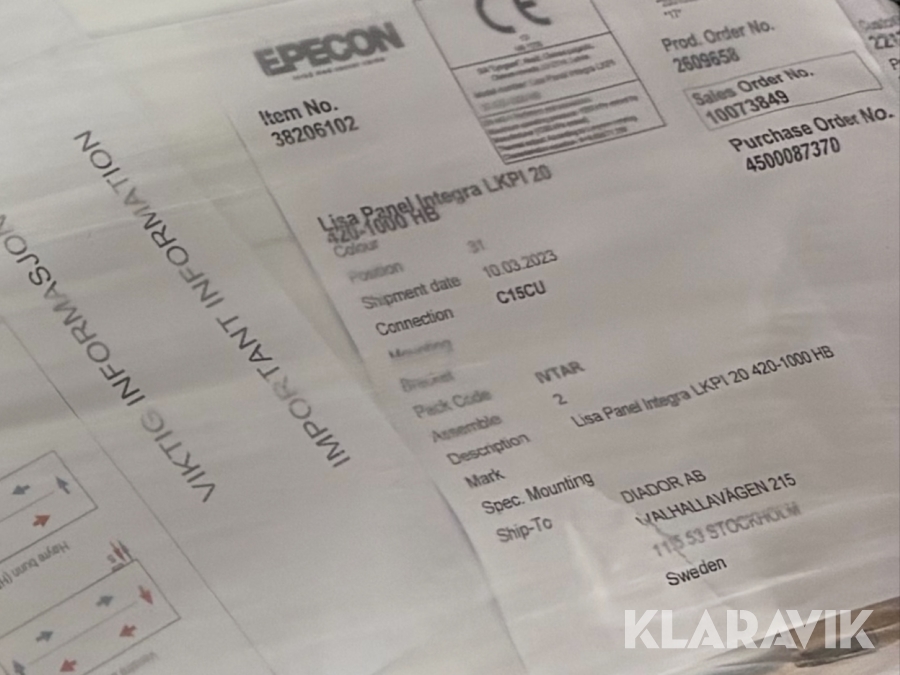 EPECON
CE
Item No.
38206102
Prod. Order No.
2609658
Sales Order No.
10073849
Purchase Order No.
4500087370
Lisa Panel Integra LKPI 20
420-1000 HB
Colour
Position 31
Shipment date 10.03.2023
Connection C15CU
Mounting
Bracket
Pack Code IVTAR
Assemble 2
Description Lisa Panel Integra LKPI 20 420-1000 HB
Mark
Spec. Mounting
Ship-To DIADOR AB
VALHALLAVÄGEN 215
115 53 STOCKHOLM
Sweden
IMPORTANT INFORMATION
VIKTIG INFORMASJON
KLARAVIK